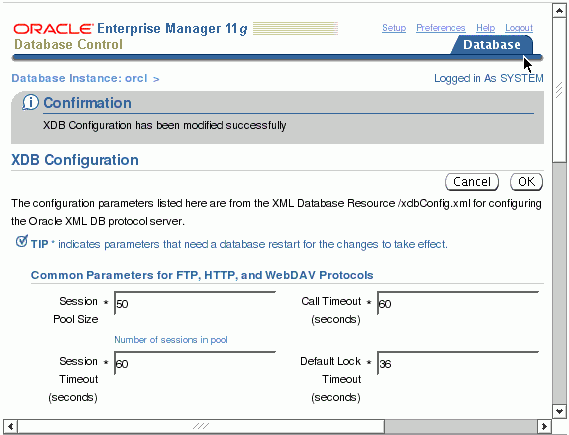 ORACLE Enterprise Manager 11g
Setup Preferences Help Logout
Database Control
Database
Database Instance: orcl >
Logged in As SYSTEM
Confirmation
XDB Configuration has been modified successfully
XDB Configuration
Cancel OK
The configuration parameters listed here are from the XML Database Resource /xdbConfig.xml for configuring
the Oracle XML DB protocol server.
TIP * indicates parameters that need a database restart for the changes to take effect.
Common Parameters for FTP, HTTP, and WebDAV Protocols
Session * 50 Call Timeout * 60
Pool Size (seconds)
Number of sessions in pool
Session * 60 Default Lock * 36
Timeout Timeout
(seconds) (seconds)